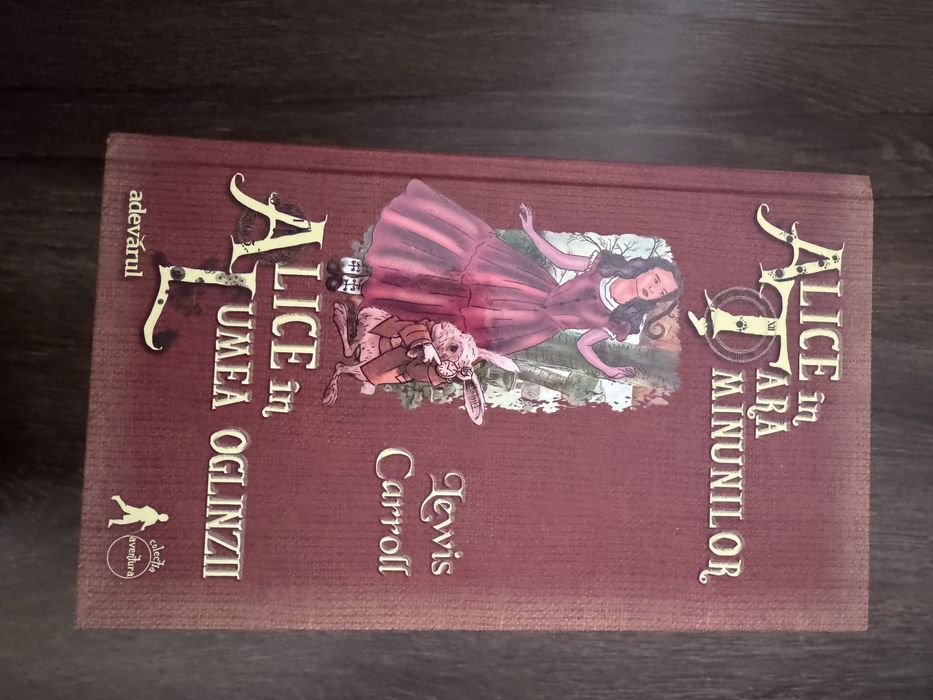 ALICE în
ȚARA
MINUNILOR
Lewis
Carroll
ALICE în
LUMEA OGLINZII
adevărul
colecția
aventura